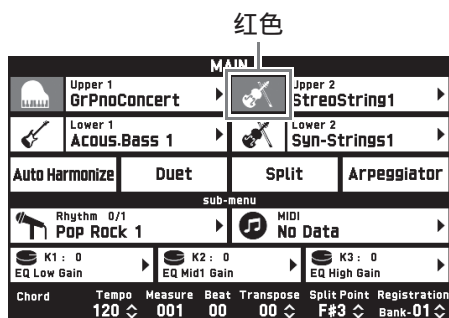 红色
MAIN
Upper 1 Upper 2
GrPnoConcert StreoString1
Lower 1 Lower 2
Acous.Bass 1 Syn-Strings1
Auto Harmonize Duet Split Arpeggiator
sub-menu
Rhythm 0/1 MIDI
Pop Rock 1 No Data
K1 : 0 K2 : 0 K3 : 0
EQ Low Gain EQ Mid1 Gain EQ High Gain
Chord Tempo Measure Beat Transpose Split Point Registration
120 001 00 00 F#3 Bank-01